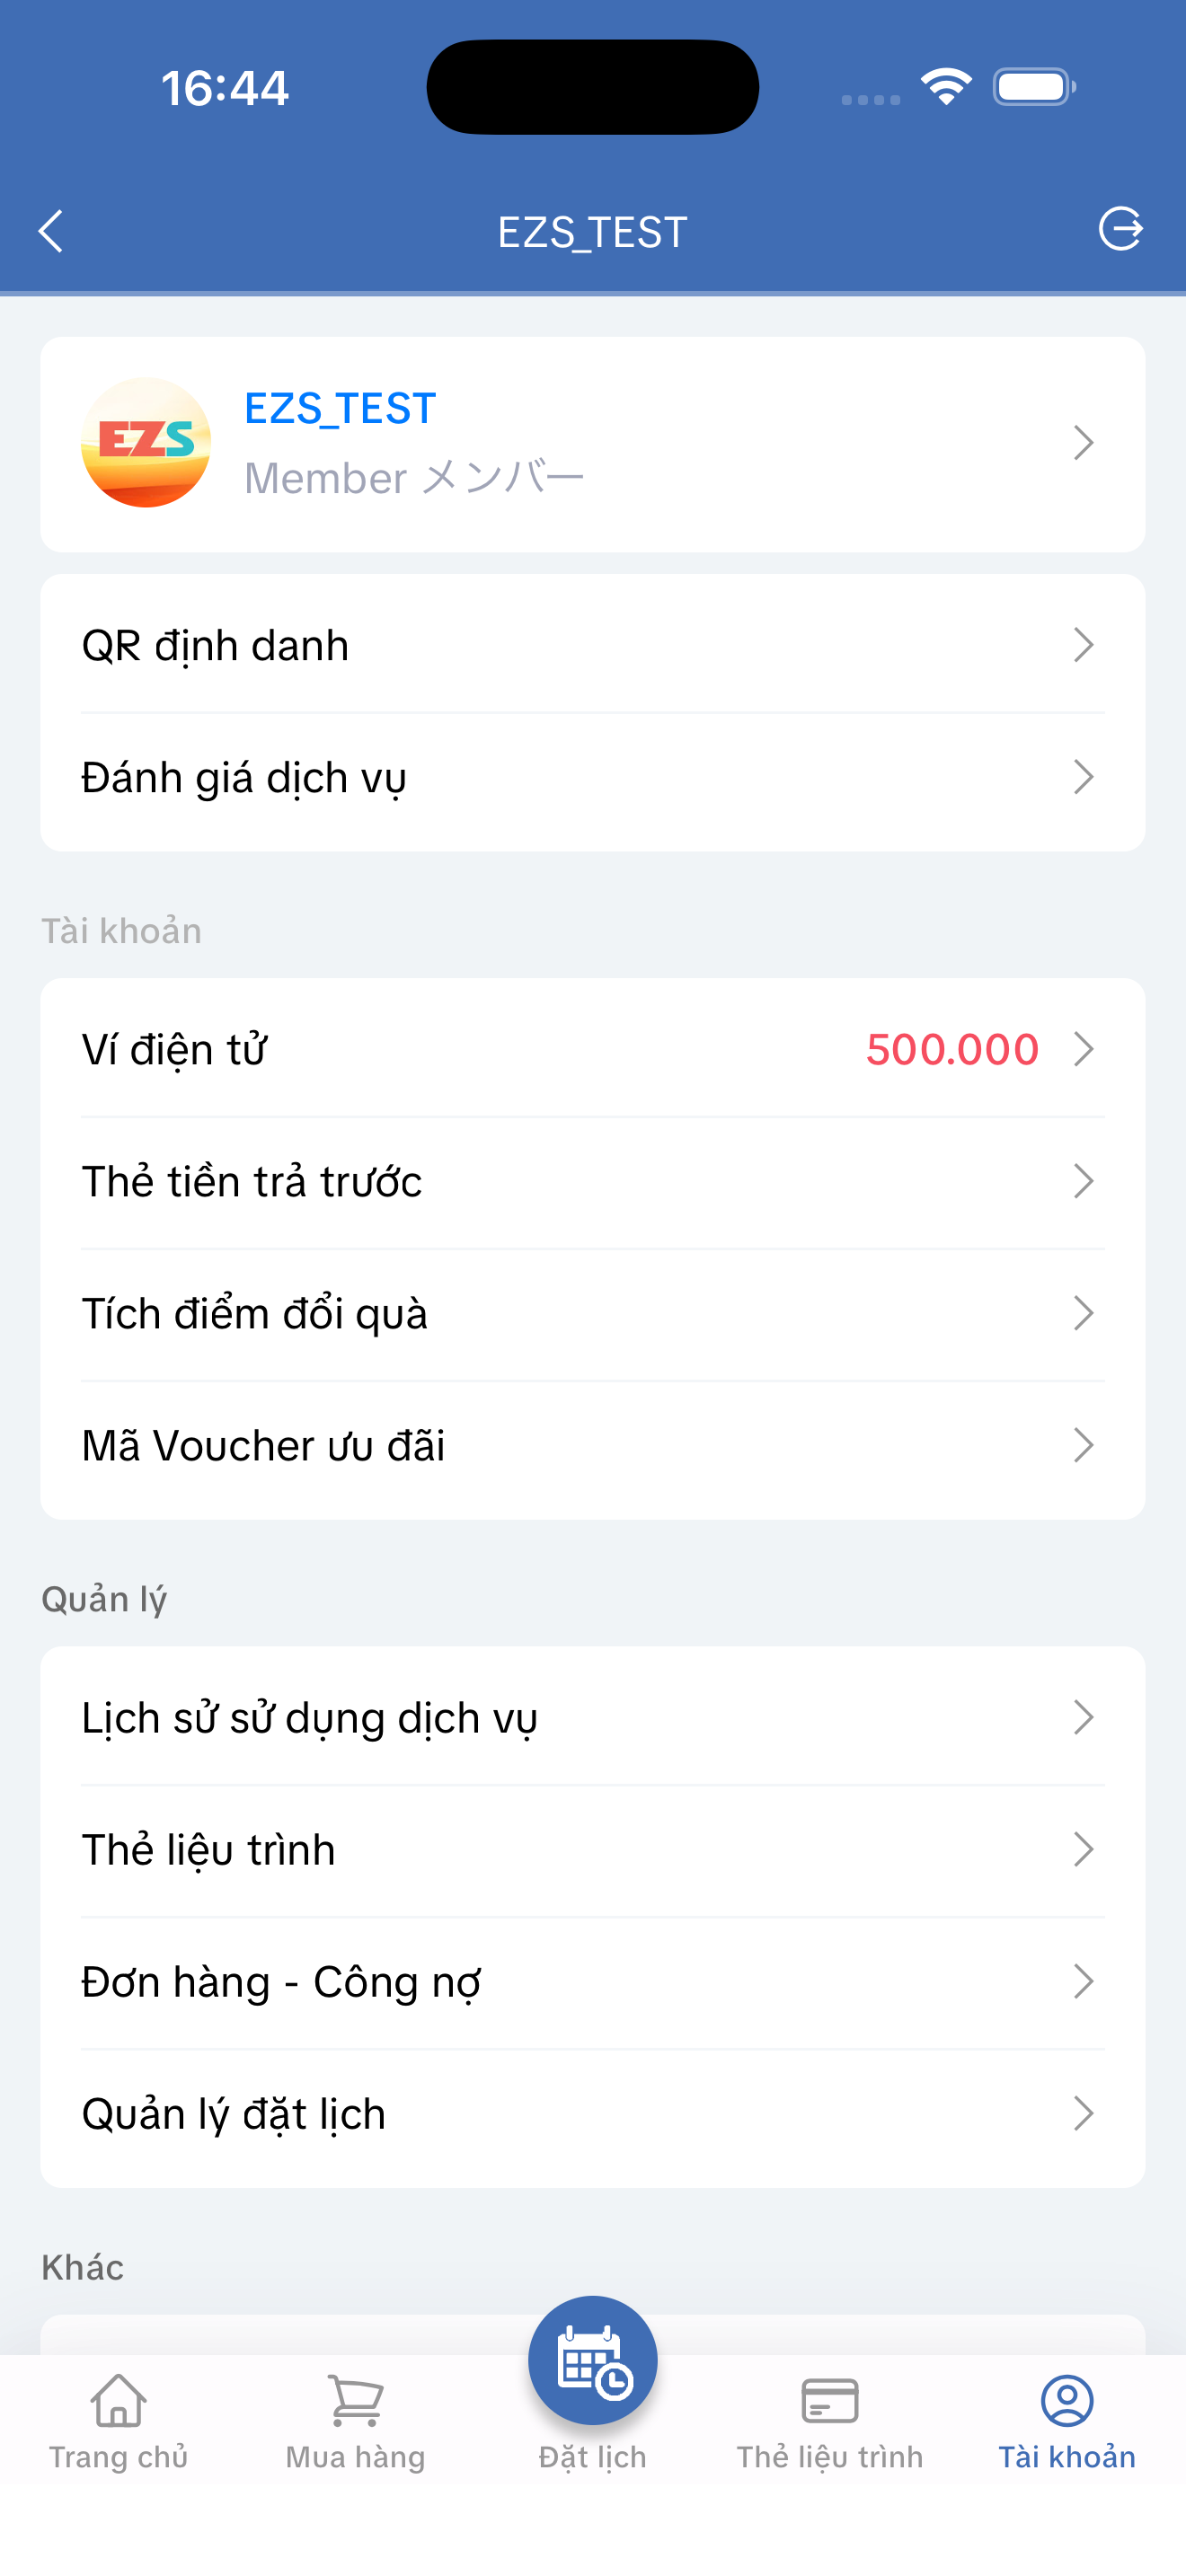 16:44
EZS_TEST
EZS
EZS_TEST
Member メンバー
QR định danh
Đánh giá dịch vụ
Tài khoản
Ví điện tử 500.000
Thẻ tiền trả trước
Tích điểm đổi quà
Mã Voucher ưu đãi
Quản lý
Lịch sử sử dụng dịch vụ
Thẻ liệu trình
Đơn hàng - Công nợ
Quản lý đặt lịch
Khác
Trang chủ Mua hàng Đặt lịch Thẻ liệu trình Tài khoản